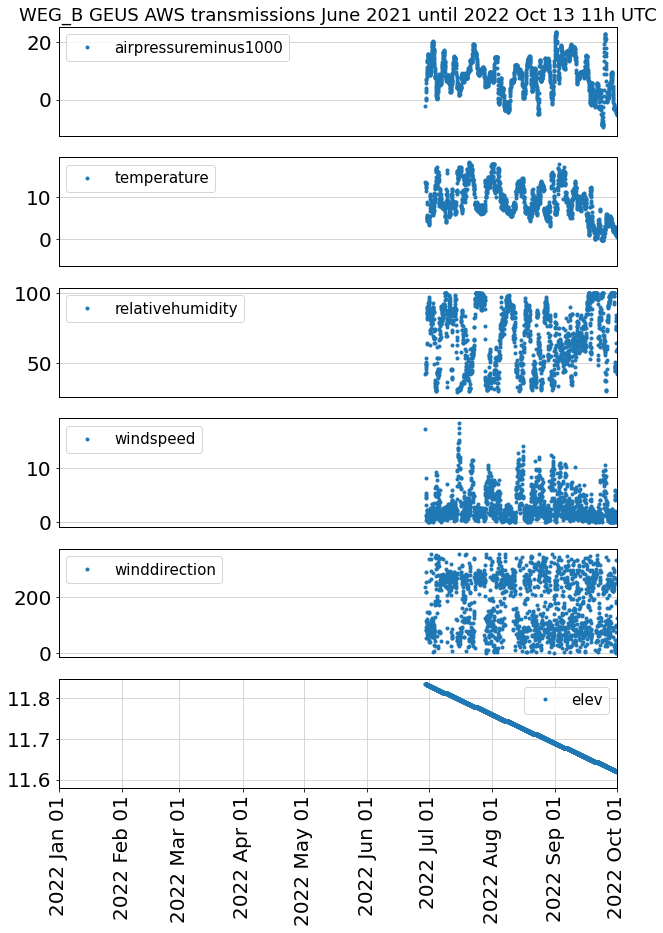 WEG_B GEUS AWS transmissions June 2021 until 2022 Oct 13 11h UTC
20
0
airpressureminus1000
10
0
temperature
100
50
relativehumidity
10
0
windspeed
200
0
winddirection
11.8
11.7
11.6
elev
2022 Jan 01
2022 Feb 01
2022 Mar 01
2022 Apr 01
2022 May 01
2022 Jun 01
2022 Jul 01
2022 Aug 01
2022 Sep 01
2022 Oct 01